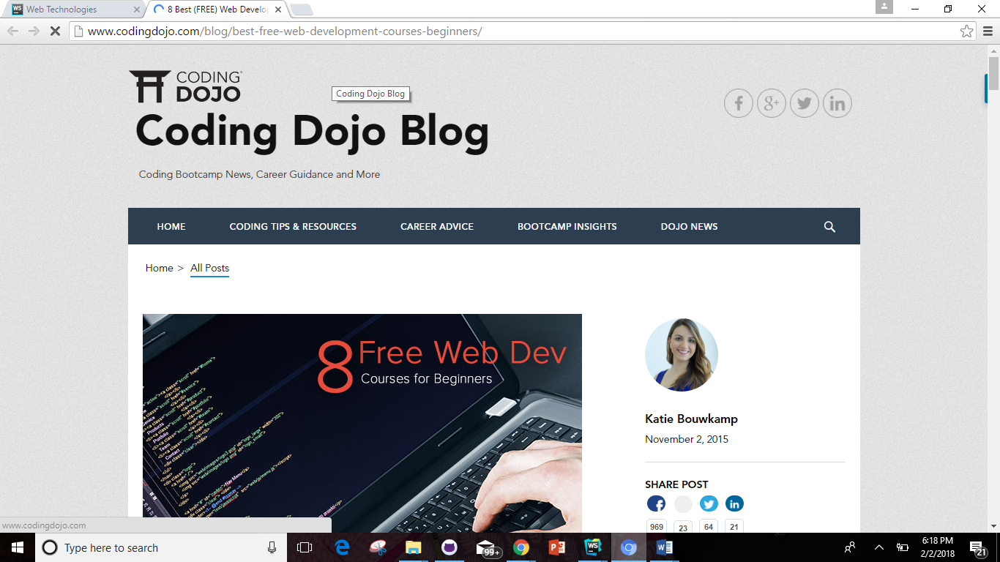 WS Web Technologies
8 Best (FREE) Web Develo
www.codingdojo.com/blog/best-free-web-development-courses-beginners/
CODING
DOJO
Coding Dojo Blog
Coding Dojo Blog
Coding Bootcamp News, Career Guidance and More
HOME CODING TIPS & RESOURCES CAREER ADVICE BOOTCAMP INSIGHTS DOJO NEWS
Home > All Posts
8 Free Web Dev
Courses for Beginners
Katie Bouwkamp
November 2, 2015
SHARE POST
969 23 64 21
www.codingdojo.com
Type here to search
99+
WS
6:18 PM
2/2/2018
21